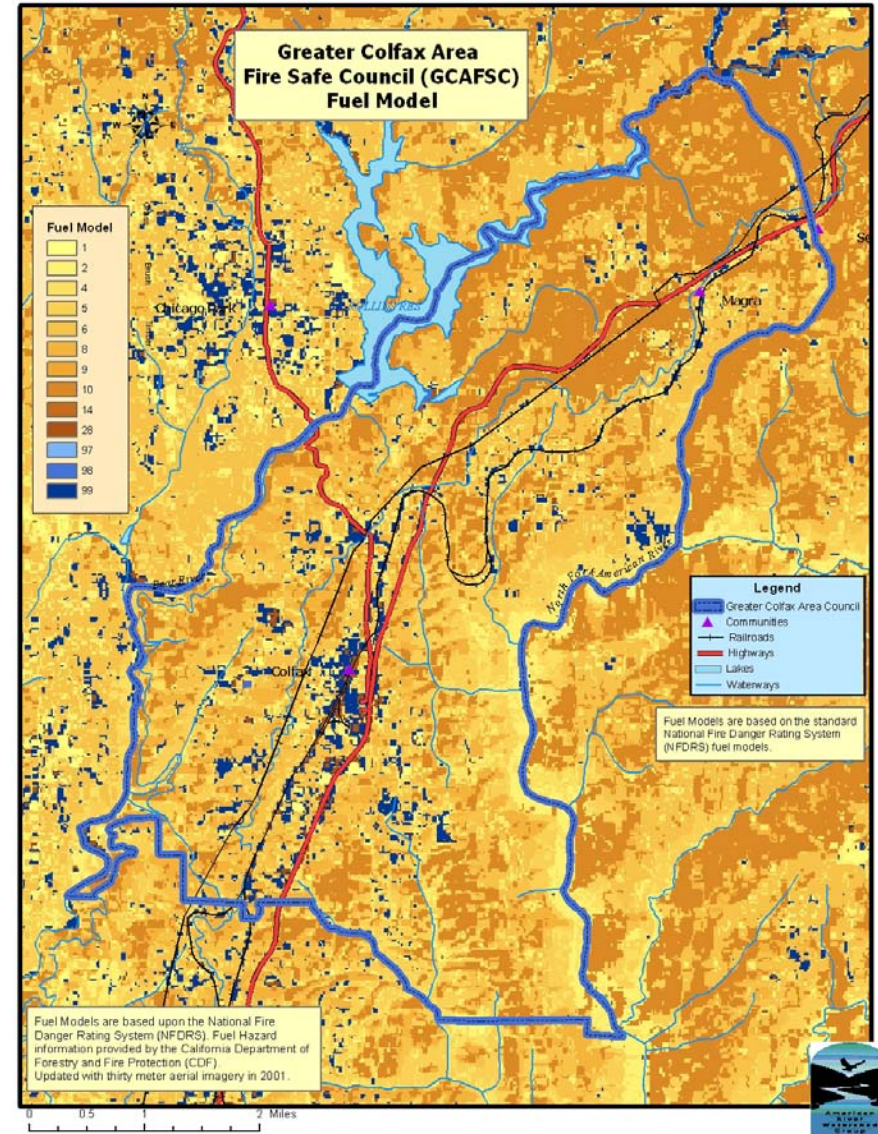 Greater Colfax Area
Fire Safe Council (GCAFSC)
Fuel Model
N
W
E
S
Fuel Model
1
2
4
5
6
8
9
10
14
28
97
98
99
Chicago Park
Magra
Se
Bear River
North Fork American River
Colfax
Legend
Greater Colfax Area Council
Communities
Railroads
Highways
Lakes
Waterways
Fuel Models are based on the standard
National Fire Danger Rating System
(NFDRS) fuel models.
Fuel Models are based upon the National Fire
Danger Rating System (NFDRS). Fuel Hazard
information provided by the California Department of
Forestry and Fire Protection (CDF).
Updated with thirty meter aerial imagery in 2001.
0 0.5 1 2 Miles
American
River
Watershed
Group